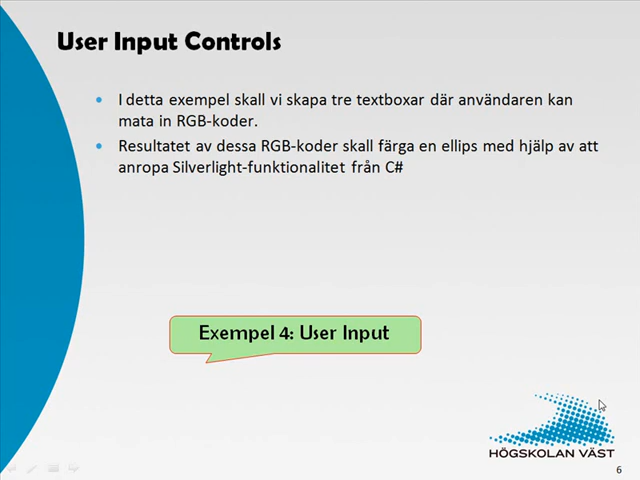 User Input Controls
I detta exempel skall vi skapa tre textboxar där användaren kan
mata in RGB-koder.
Resultatet av dessa RGB-koder skall färga en ellips med hjälp av att
anropa Silverlight-funktionalitet från C#
Exempel 4: User Input
HÖGSKOLAN VÄST
6